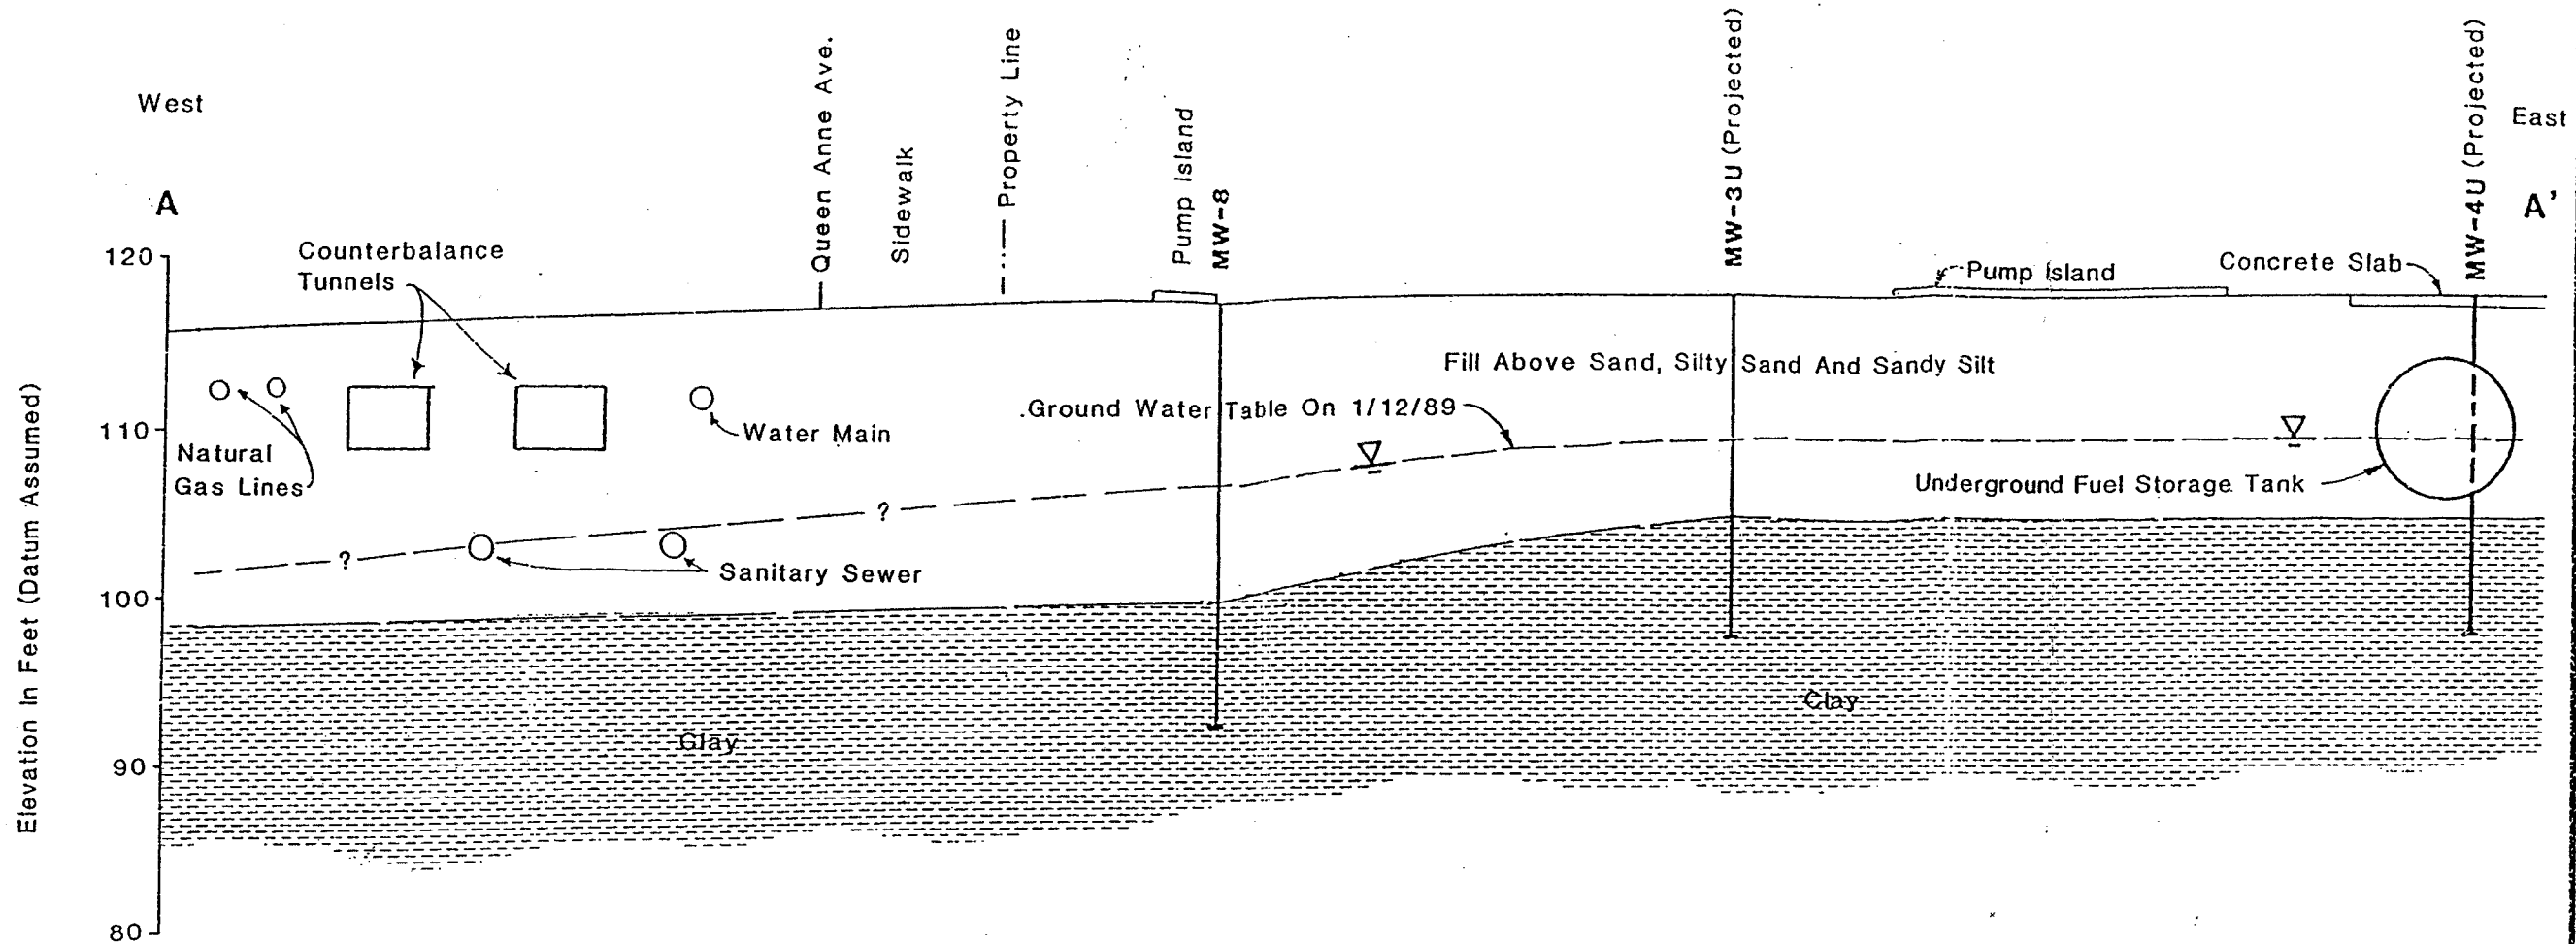 West
East
A
A'
Queen Anne Ave.
Sidewalk
Property Line
Pump Island
MW-8
MW-3U (Projected)
MW-4U (Projected)
Counterbalance
Tunnels
Pump Island
Concrete Slab
120
110
100
90
80
Elevation In Feet (Datum Assumed)
Fill Above Sand, Silty Sand And Sandy Silt
Ground Water Table On 1/12/89
Water Main
Natural
Gas Lines
Underground Fuel Storage Tank
?
?
Sanitary Sewer
Clay
Clay